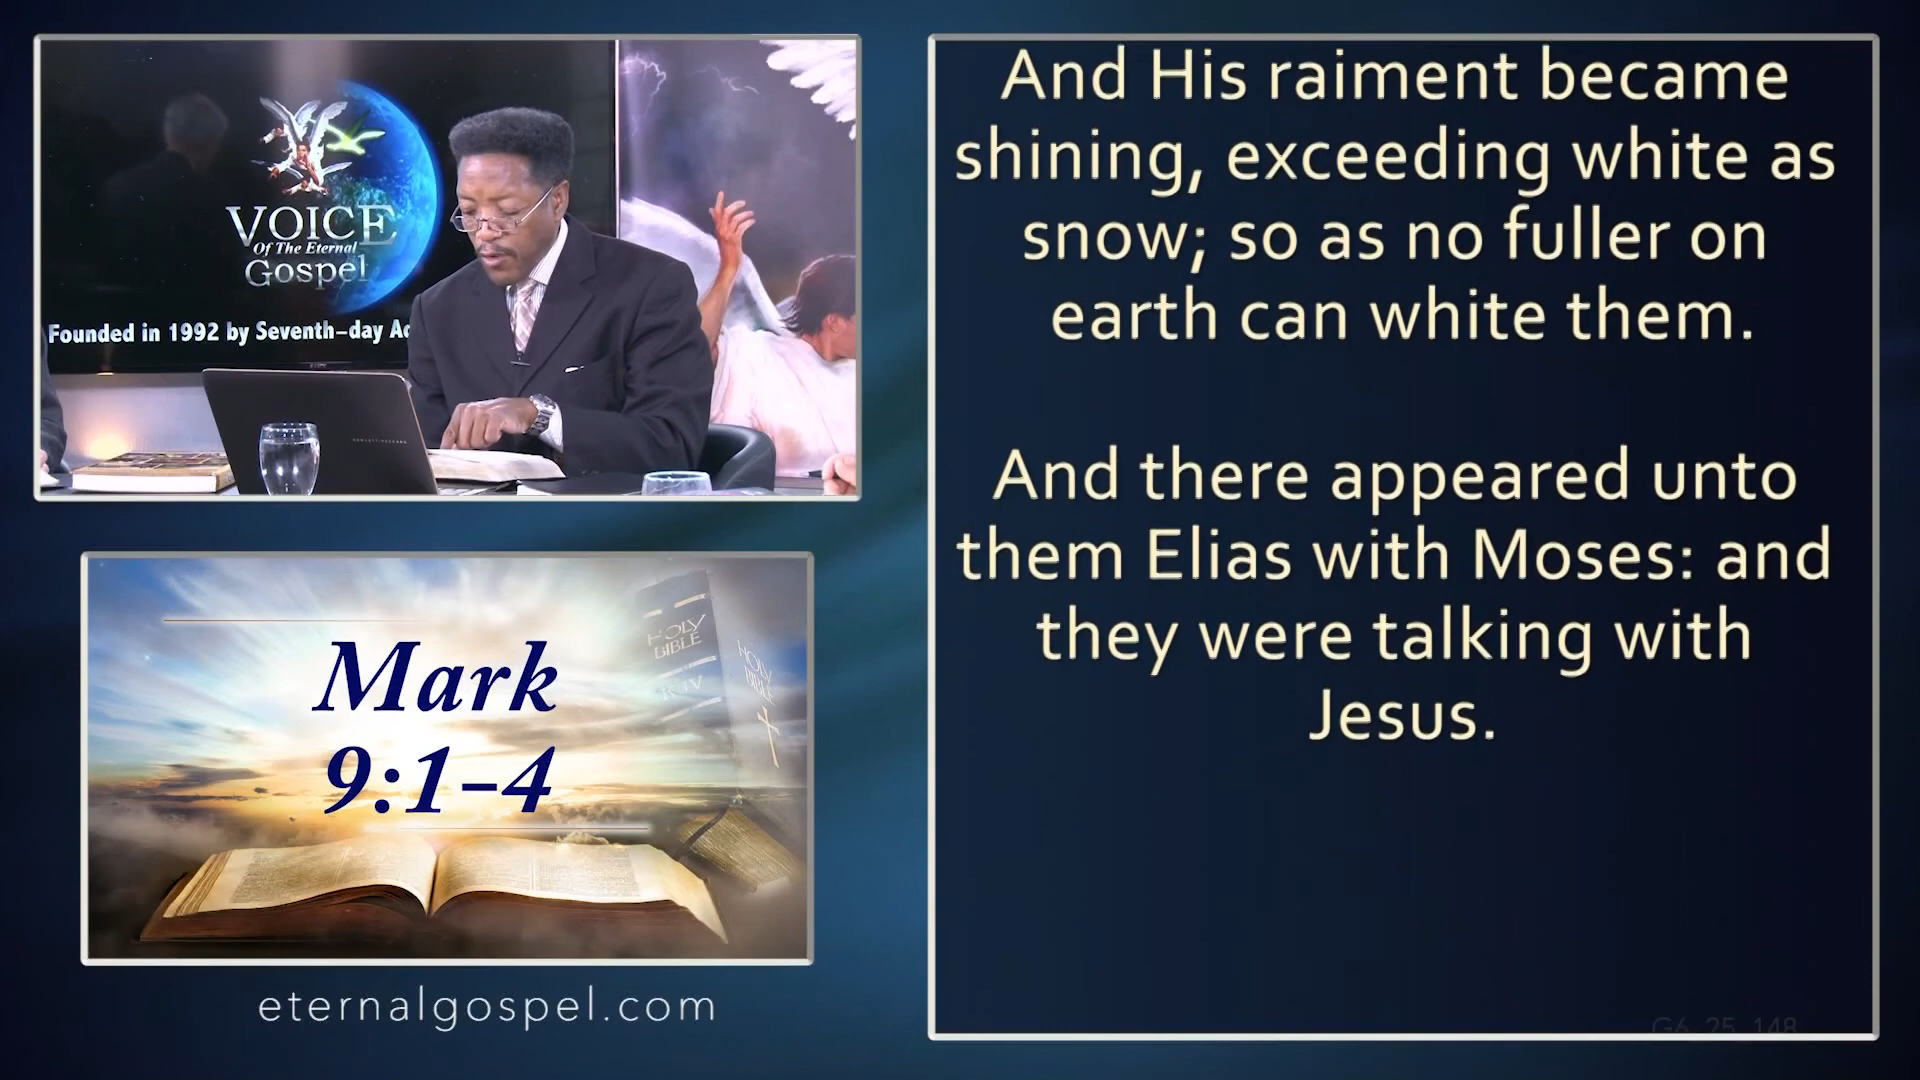 VOICE
Of The Eternal
Gospel
Founded in 1992 by Seventh-day
And His raiment became
shining, exceeding white as
snow; so as no fuller on
earth can white them.
And there appeared unto
them Elias with Moses: and
they were talking with
Jesus.
HOLY
BIBLE
KJV
HOLY
BIBLE
Mark
9:1-4
eternalgospel.com
G6_25_148